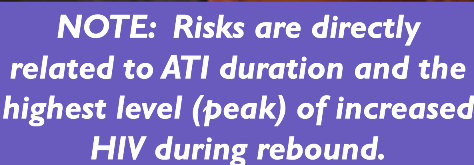 NOTE: Risks are directly
related to ATI duration and the
highest level (peak) of increased
HIV during rebound.